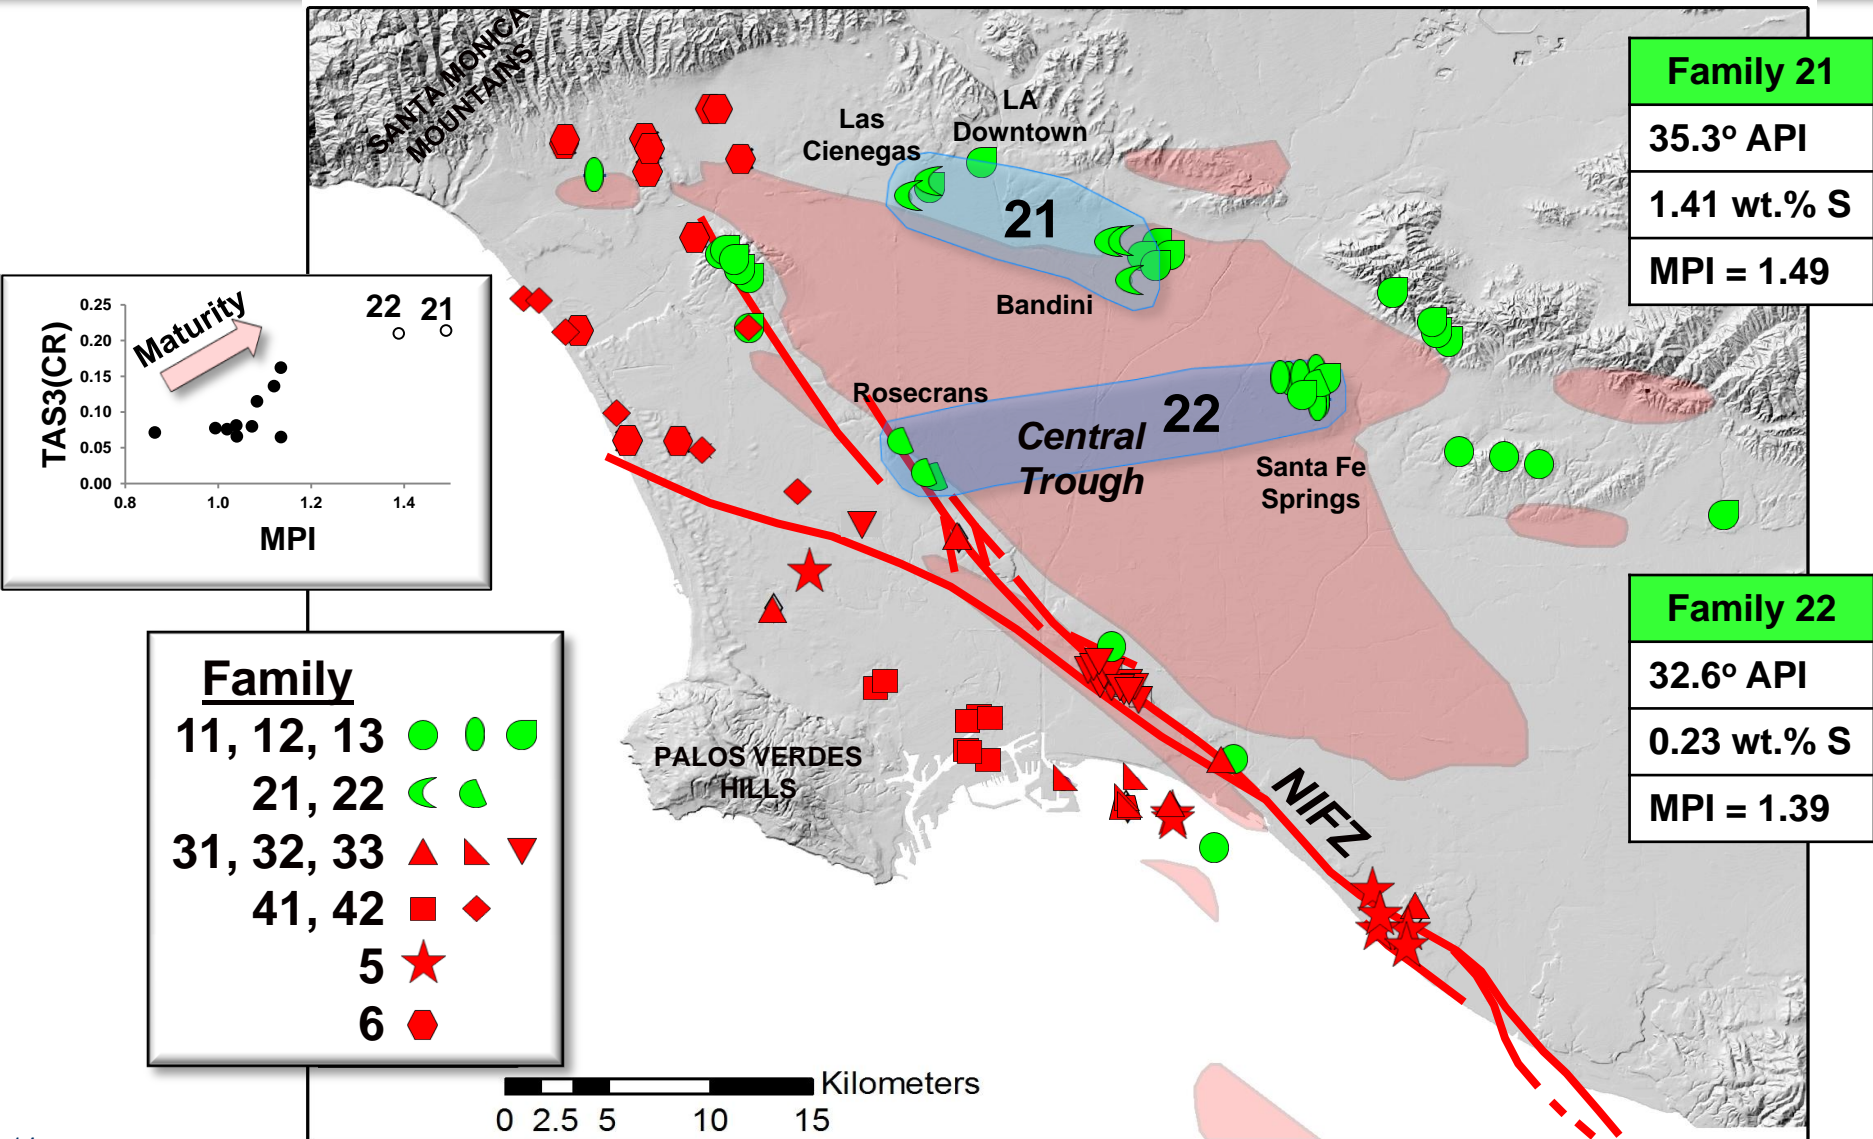 SANTA MONICA
MOUNTAINS
Las
Cienegas
LA
Downtown
21
Bandini
Rosecrans
Central
Trough
22
Santa Fe
Springs
PALOS VERDES
HILLS
NIFZ
Family 21
35.3º API
1.41 wt.% S
MPI = 1.49
Family 22
32.6º API
0.23 wt.% S
MPI = 1.39
TAS3(CR)
0.25
0.20
0.15
0.10
0.05
0.00
Maturity
22 21
0.8 1.0 1.2 1.4
MPI
Family
11, 12, 13
21, 22
31, 32, 33
41, 42
5
6
Kilometers
0 2.5 5 10 15